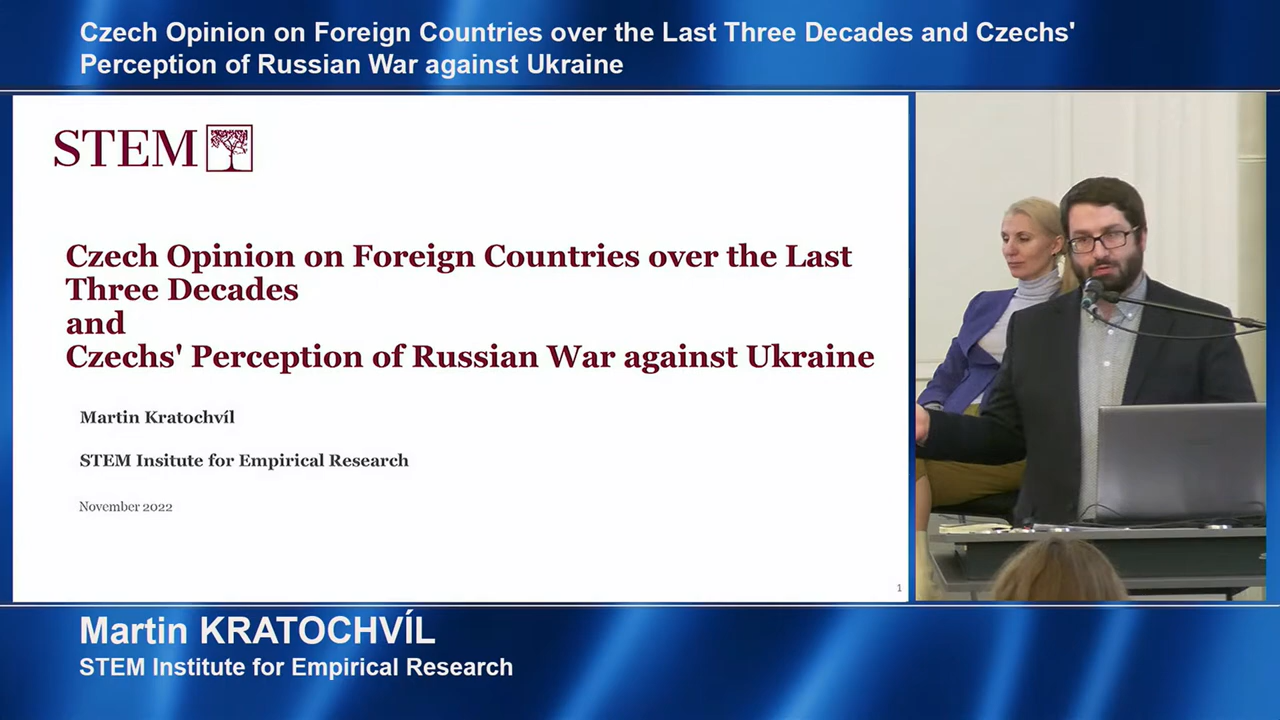 Czech Opinion on Foreign Countries over the Last Three Decades and Czechs'
Perception of Russian War against Ukraine
STEM
Czech Opinion on Foreign Countries over the Last
Three Decades
and
Czechs' Perception of Russian War against Ukraine
Martin Kratochvíl
STEM Insitute for Empirical Research
November 2022
1
Martin KRATOCHVÍL
STEM Institute for Empirical Research